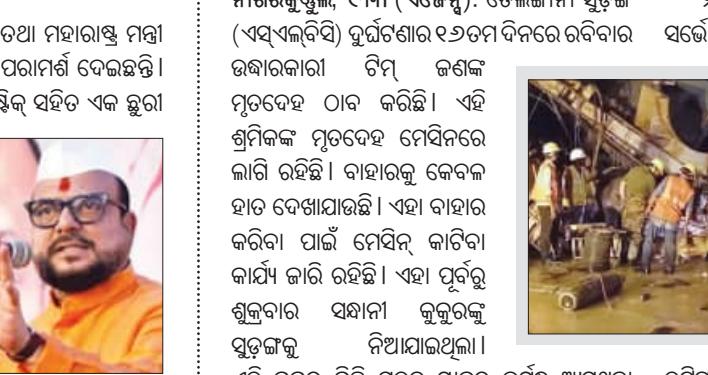 ତଥା ମହାରାଷ୍ଟ୍ର ମନ୍ତ୍ରୀ
ପରାମର୍ଶ ଦେଇଛନ୍ତି।
ସହିତ ଏକ ଛୁରୀ
(ଏସ୍‌ଏଲ୍‌ବିସି) ଦୁର୍ଘଟଣାର ୧୬ତମ ଦିନରେ ରବିବାର
ଉଦ୍ଧାରକାରୀ ଟିମ୍ ଜଣଙ୍କ
ମୃତଦେହ ଠାବ କରିଛି। ଏହି
ଶ୍ରମିକଙ୍କ ମୃତଦେହ ମେସିନରେ
ଲାଗି ରହିଛି। ବାହାରକୁ କେବଳ
ହାତ ଦେଖାଯାଉଛି। ଏହା ବାହାର
କରିବା ପାଇଁ ମେସିନ୍ କାଟିବା
କାର୍ଯ୍ୟ ଜାରି ରହିଛି। ଏହା ପୂର୍ବରୁ
ଶୁକ୍ରବାର ସନ୍ଧାନୀ କୁକୁରଙ୍କୁ
ସୁଡ଼ଙ୍ଗକୁ ନିଆଯାଇଥିଲା।
ସର୍ଭେ